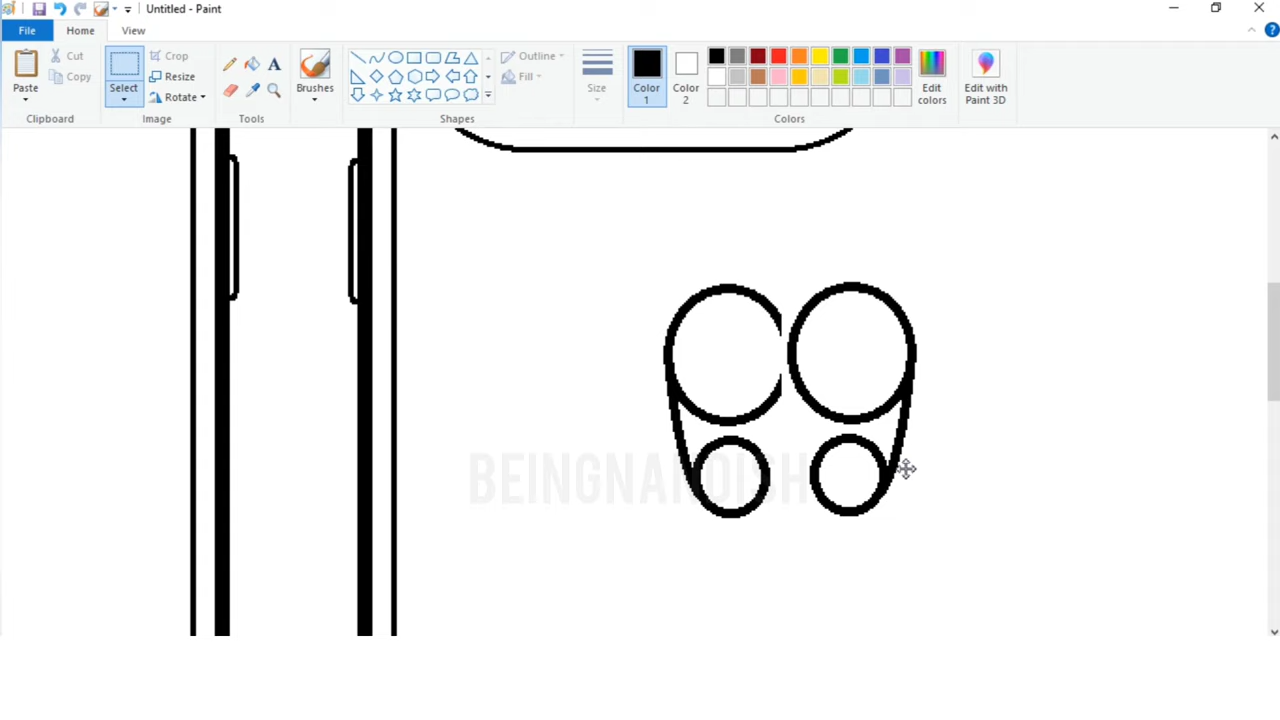 Untitled - Paint
File
Home
View
Paste
Cut
Copy
Clipboard
Select
Crop
Resize
Rotate
Image
A
Tools
Brushes
Outline
Fill
Shapes
Size
Color
1
Color
2
Edit
colors
Colors
Edit with
Paint 3D
?